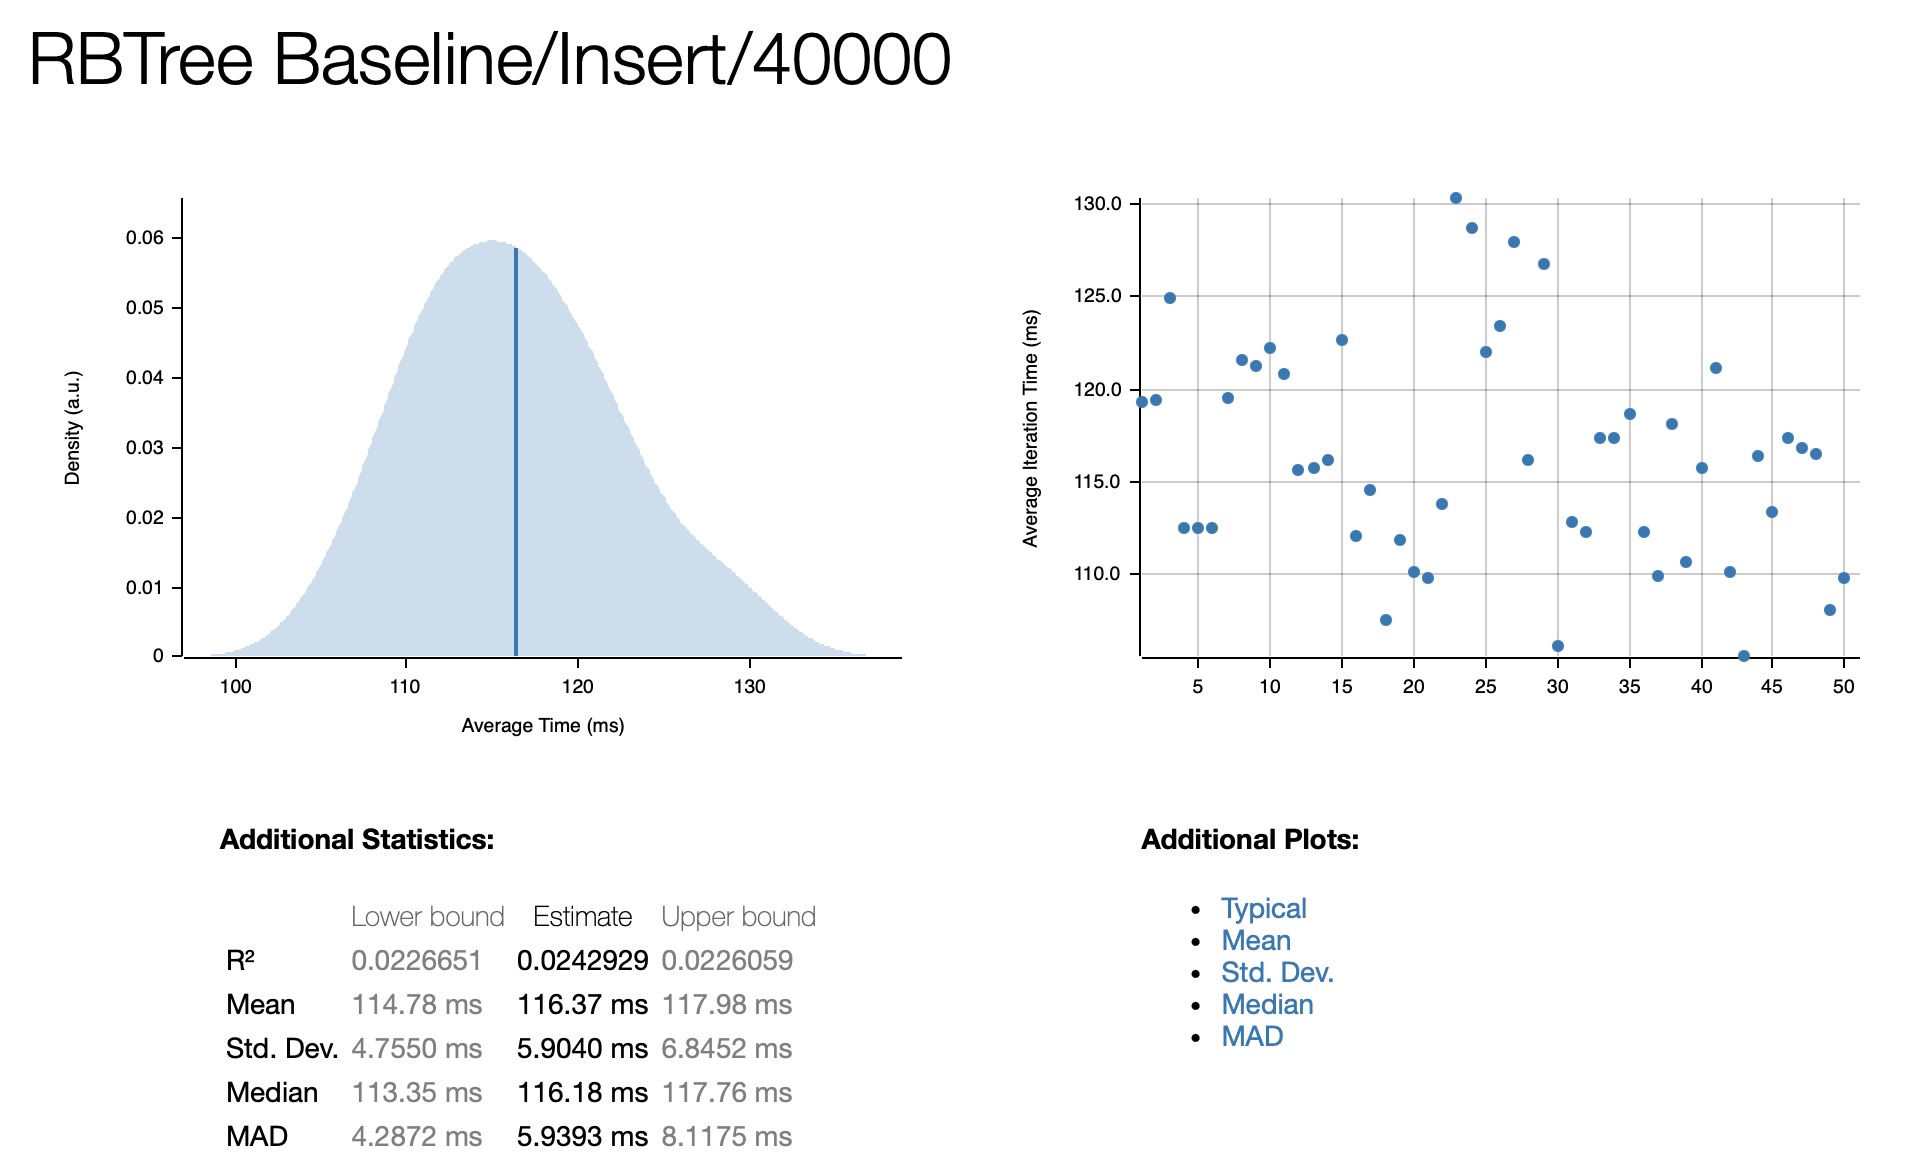 RBTree Baseline/Insert/40000
0.06
0.05
0.04
0.03
0.02
0.01
0
Density (a.u.)
100 110 120 130
Average Time (ms)
130.0
125.0
120.0
115.0
110.0
Average Iteration Time (ms)
5 10 15 20 25 30 35 40 45 50
Additional Statistics:
Lower bound Estimate Upper bound
R² 0.0226651 0.0242929 0.0226059
Mean 114.78 ms 116.37 ms 117.98 ms
Std. Dev. 4.7550 ms 5.9040 ms 6.8452 ms
Median 113.35 ms 116.18 ms 117.76 ms
MAD 4.2872 ms 5.9393 ms 8.1175 ms
Additional Plots:
• Typical
• Mean
• Std. Dev.
• Median
• MAD